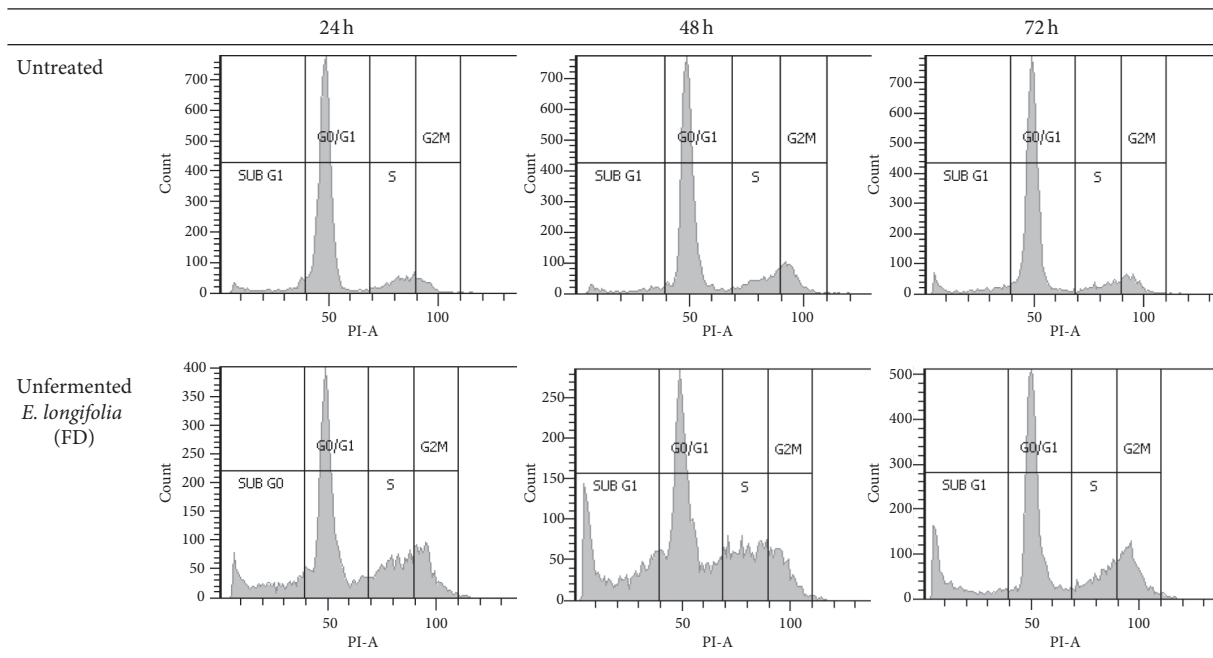 24 h 48 h 72 h
Untreated
700
600
500
400
300
200
100
0
Count
G0/G1
G2M
SUB G1
S
50 100
PI-A
700
600
500
400
300
200
100
0
Count
G0/G1
G2M
SUB G1
S
50 100
PI-A
700
600
500
400
300
200
100
0
Count
G0/G1
G2M
SUB G1
S
50 100
PI-A
Unfermented
E. longifolia
(FD)
400
350
300
250
200
150
100
50
0
Count
G0/G1
G2M
SUB G0
S
50 100
PI-A
250
200
150
100
50
0
Count
G0/G1
G2M
SUB G1
S
50 100
PI-A
500
400
300
200
100
0
Count
G0/G1
G2M
SUB G1
S
50 100
PI-A